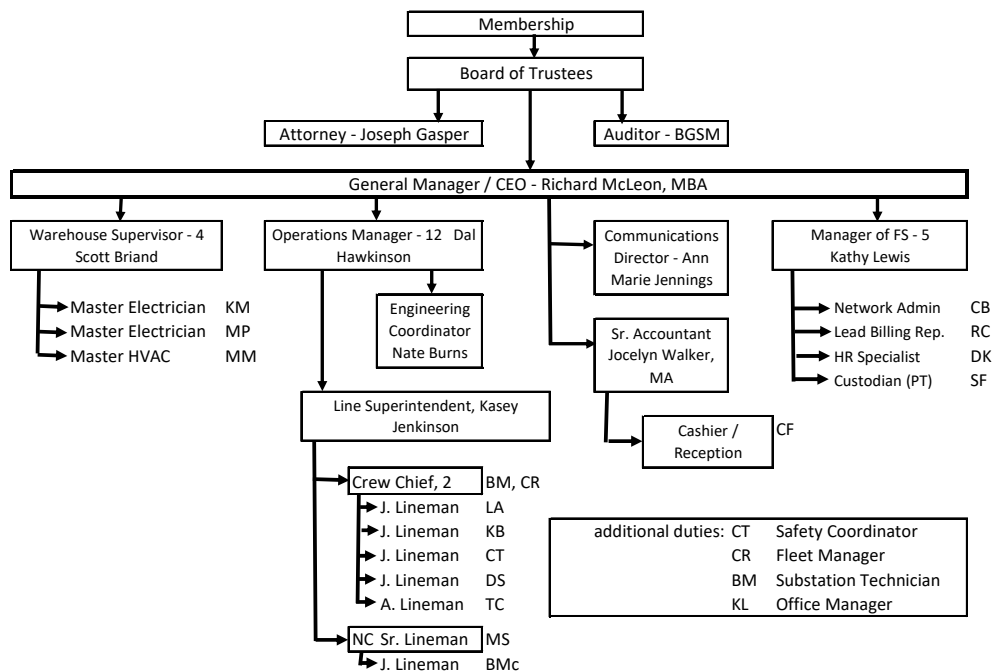 Membership
Board of Trustees
Attorney - Joseph Gasper
Auditor - BGSM
General Manager / CEO - Richard McLeon, MBA
Warehouse Supervisor - 4
Scott Briand
Operations Manager - 12 Dal
Hawkinson
Communications
Director - Ann
Marie Jennings
Manager of FS - 5
Kathy Lewis
Master Electrician KM
Master Electrician MP
Master HVAC MM
Engineering
Coordinator
Nate Burns
Sr. Accountant
Jocelyn Walker,
MA
Network Admin CB
Lead Billing Rep. RC
HR Specialist DK
Custodian (PT) SF
Line Superintendent, Kasey
Jenkinson
Cashier /
Reception
CF
Crew Chief, 2 BM, CR
J. Lineman LA
J. Lineman KB
J. Lineman CT
J. Lineman DS
A. Lineman TC
NC Sr. Lineman MS
J. Lineman BMc
additional duties: CT Safety Coordinator
CR Fleet Manager
BM Substation Technician
KL Office Manager